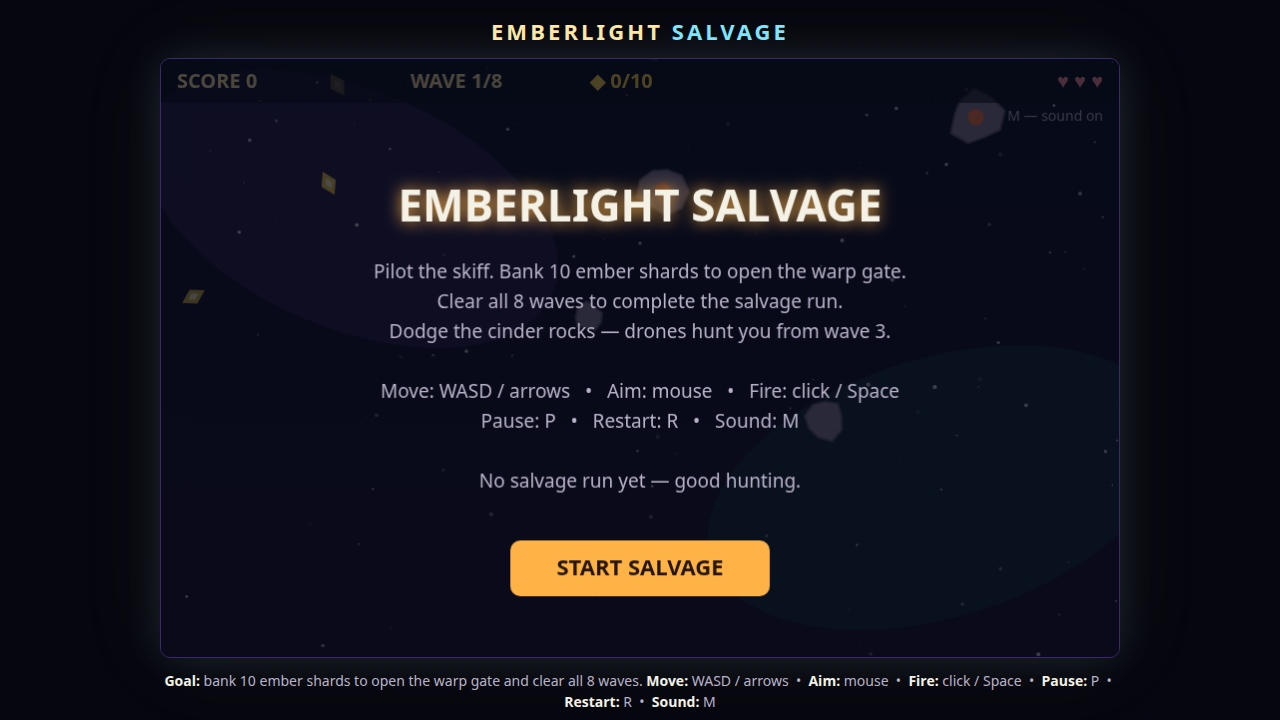 EMBERLIGHT SALVAGE
SCORE 0 WAVE 1/8 ◆ 0/10 ♥ ♥ ♥
M — sound on
EMBERLIGHT SALVAGE
Pilot the skiff. Bank 10 ember shards to open the warp gate.
Clear all 8 waves to complete the salvage run.
Dodge the cinder rocks — drones hunt you from wave 3.
Move: WASD / arrows • Aim: mouse • Fire: click / Space
Pause: P • Restart: R • Sound: M
No salvage run yet — good hunting.
START SALVAGE
Goal: bank 10 ember shards to open the warp gate and clear all 8 waves. Move: WASD / arrows • Aim: mouse • Fire: click / Space • Pause: P •
Restart: R • Sound: M